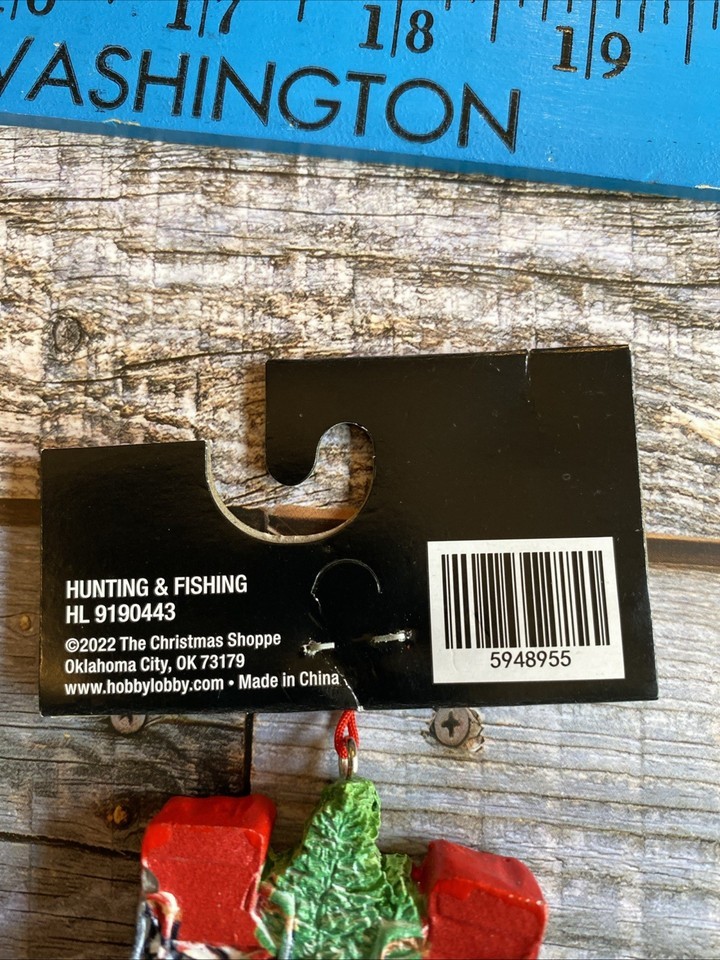 17 18 19
WASHINGTON
HUNTING & FISHING
HL 9190443
©2022 The Christmas Shoppe
Oklahoma City, OK 73179
www.hobbylobby.com • Made in China
5948955